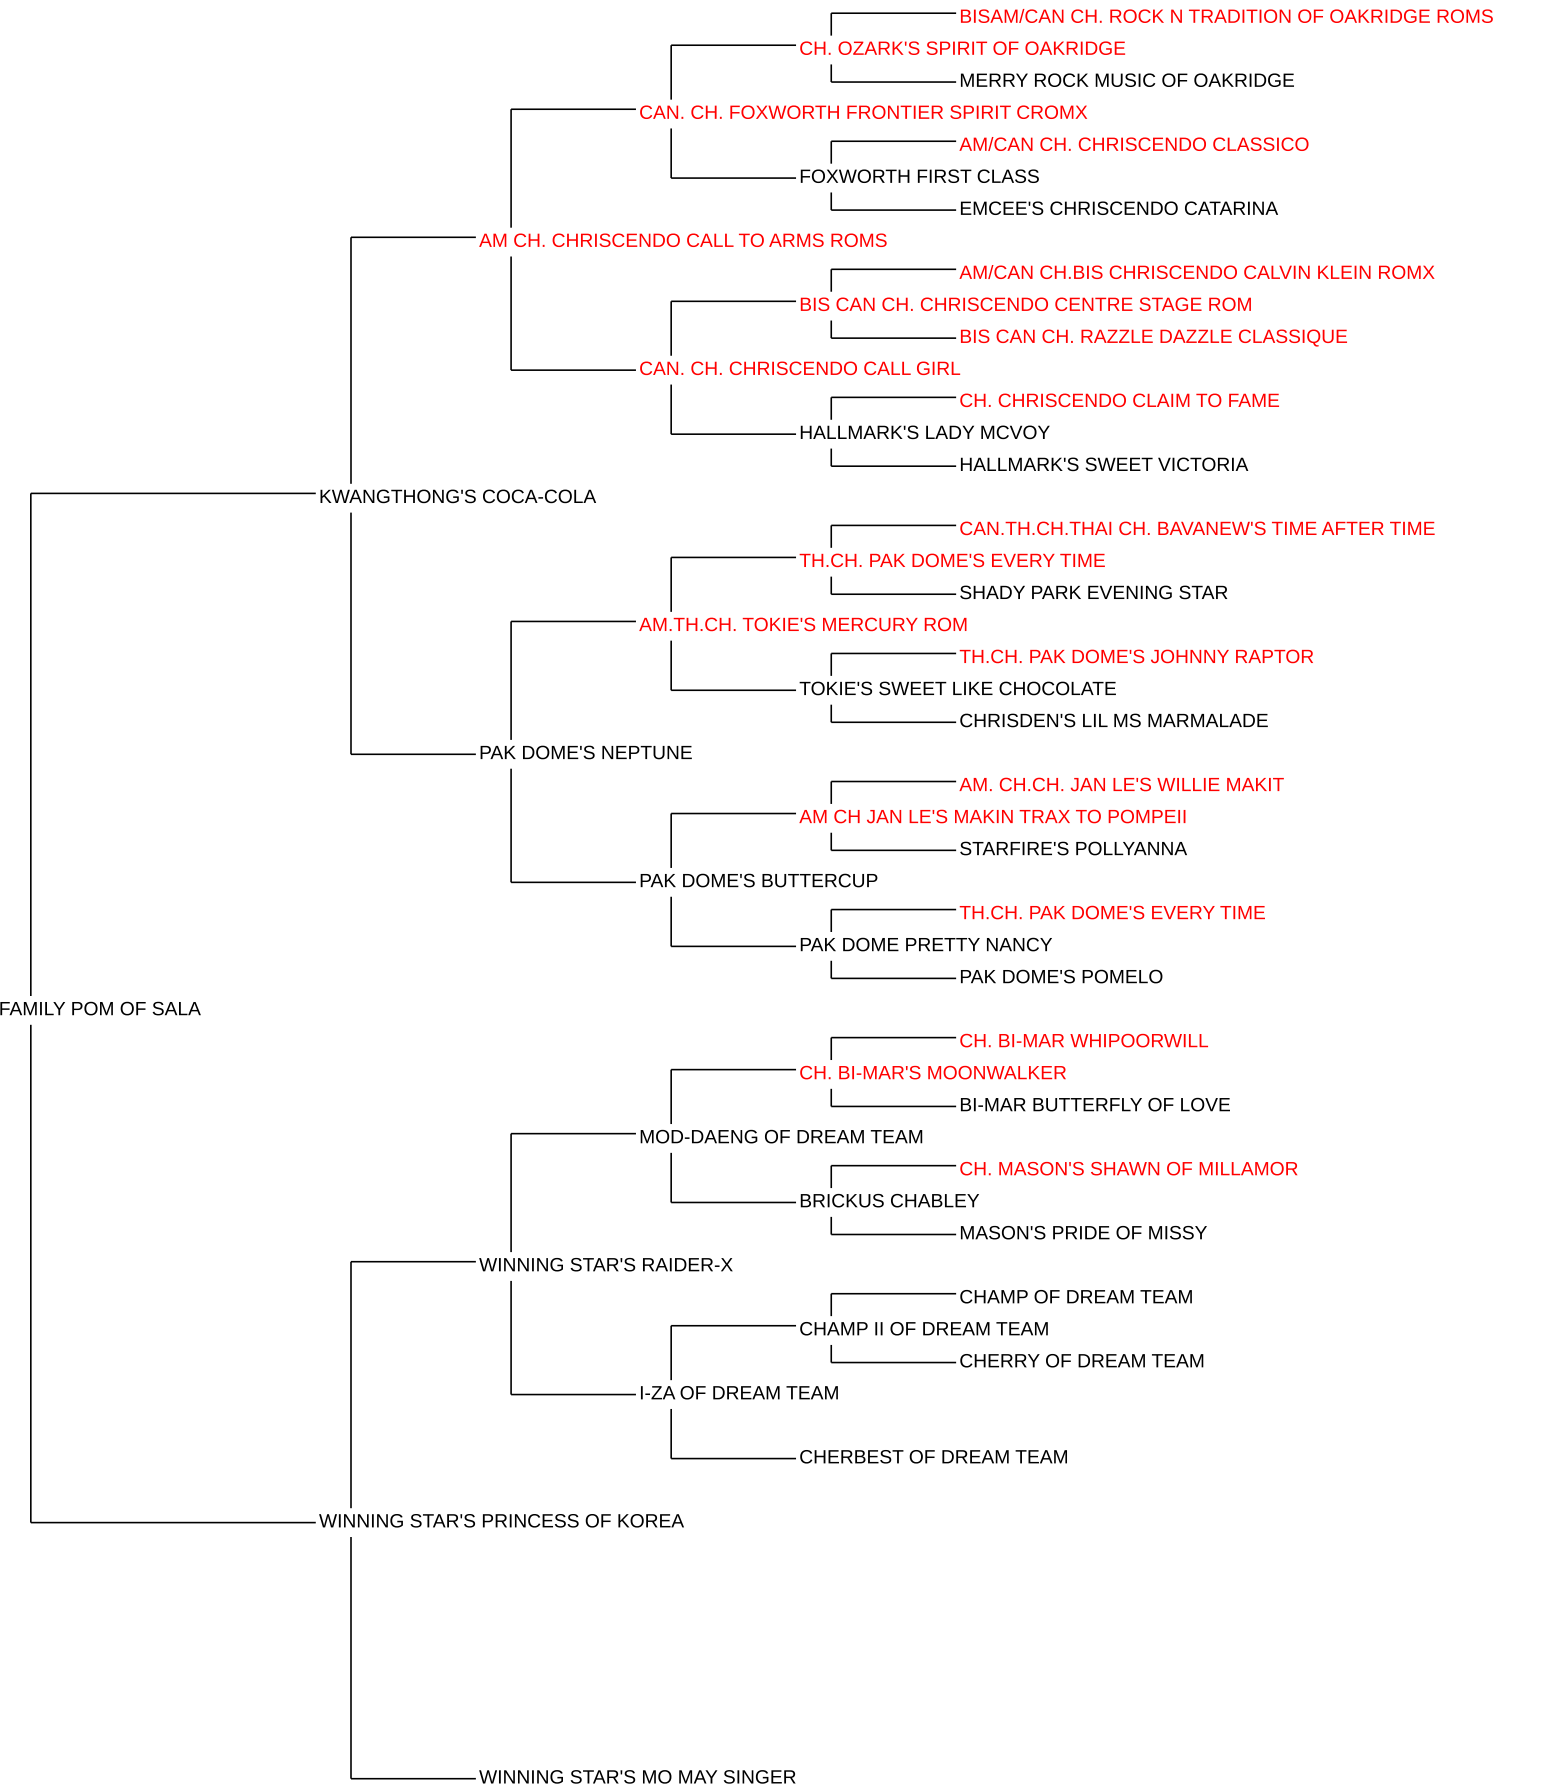 BISAM/CAN CH. ROCK N TRADITION OF OAKRIDGE ROMS
CH. OZARK'S SPIRIT OF OAKRIDGE
MERRY ROCK MUSIC OF OAKRIDGE
CAN. CH. FOXWORTH FRONTIER SPIRIT CROMX
AM/CAN CH. CHRISCENDO CLASSICO
FOXWORTH FIRST CLASS
EMCEE'S CHRISCENDO CATARINA
AM CH. CHRISCENDO CALL TO ARMS ROMS
AM/CAN CH.BIS CHRISCENDO CALVIN KLEIN ROMX
BIS CAN CH. CHRISCENDO CENTRE STAGE ROM
BIS CAN CH. RAZZLE DAZZLE CLASSIQUE
CAN. CH. CHRISCENDO CALL GIRL
CH. CHRISCENDO CLAIM TO FAME
HALLMARK'S LADY MCVOY
HALLMARK'S SWEET VICTORIA
KWANGTHONG'S COCA-COLA
CAN.TH.CH.THAI CH. BAVANEW'S TIME AFTER TIME
TH.CH. PAK DOME'S EVERY TIME
SHADY PARK EVENING STAR
AM.TH.CH. TOKIE'S MERCURY ROM
TH.CH. PAK DOME'S JOHNNY RAPTOR
TOKIE'S SWEET LIKE CHOCOLATE
CHRISDEN'S LIL MS MARMALADE
PAK DOME'S NEPTUNE
AM. CH.CH. JAN LE'S WILLIE MAKIT
AM CH JAN LE'S MAKIN TRAX TO POMPEII
STARFIRE'S POLLYANNA
PAK DOME'S BUTTERCUP
TH.CH. PAK DOME'S EVERY TIME
PAK DOME PRETTY NANCY
PAK DOME'S POMELO
FAMILY POM OF SALA
CH. BI-MAR WHIPOORWILL
CH. BI-MAR'S MOONWALKER
BI-MAR BUTTERFLY OF LOVE
MOD-DAENG OF DREAM TEAM
CH. MASON'S SHAWN OF MILLAMOR
BRICKUS CHABLEY
MASON'S PRIDE OF MISSY
WINNING STAR'S RAIDER-X
CHAMP OF DREAM TEAM
CHAMP II OF DREAM TEAM
CHERRY OF DREAM TEAM
I-ZA OF DREAM TEAM
CHERBEST OF DREAM TEAM
WINNING STAR'S PRINCESS OF KOREA
WINNING STAR'S MO MAY SINGER